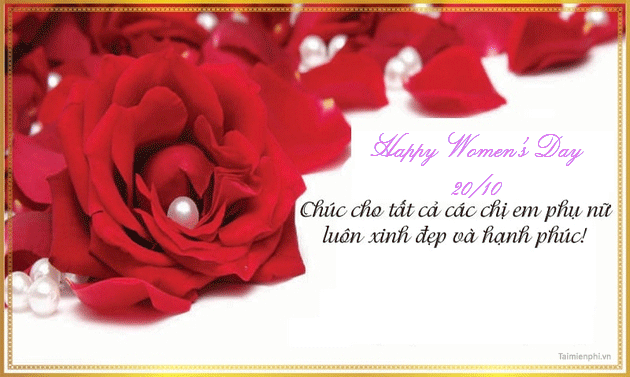 Happy Women's Day
20/10
Chúc cho tất cả các chị em phụ nữ
luôn xinh đẹp và hạnh phúc!
Taimienphi.vn